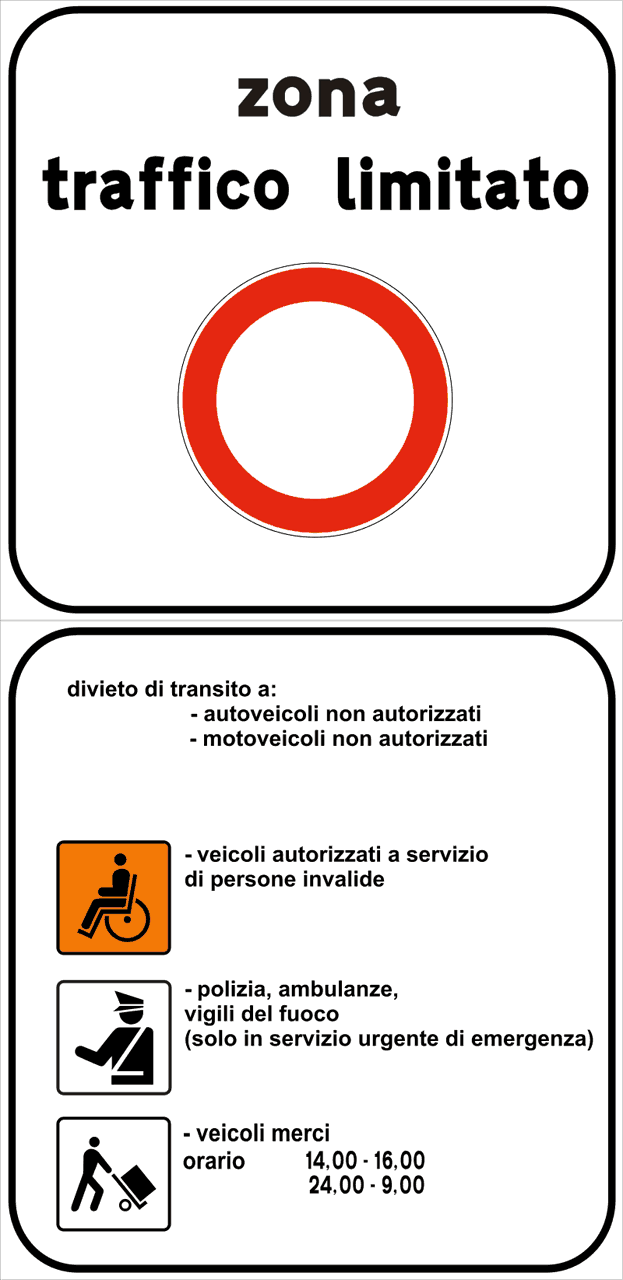 zona
traffico limitato
divieto di transito a:
- autoveicoli non autorizzati
- motoveicoli non autorizzati
- veicoli autorizzati a servizio
di persone invalide
- polizia, ambulanze,
vigili del fuoco
(solo in servizio urgente di emergenza)
- veicoli merci
orario 14,00 - 16,00
24,00 - 9,00